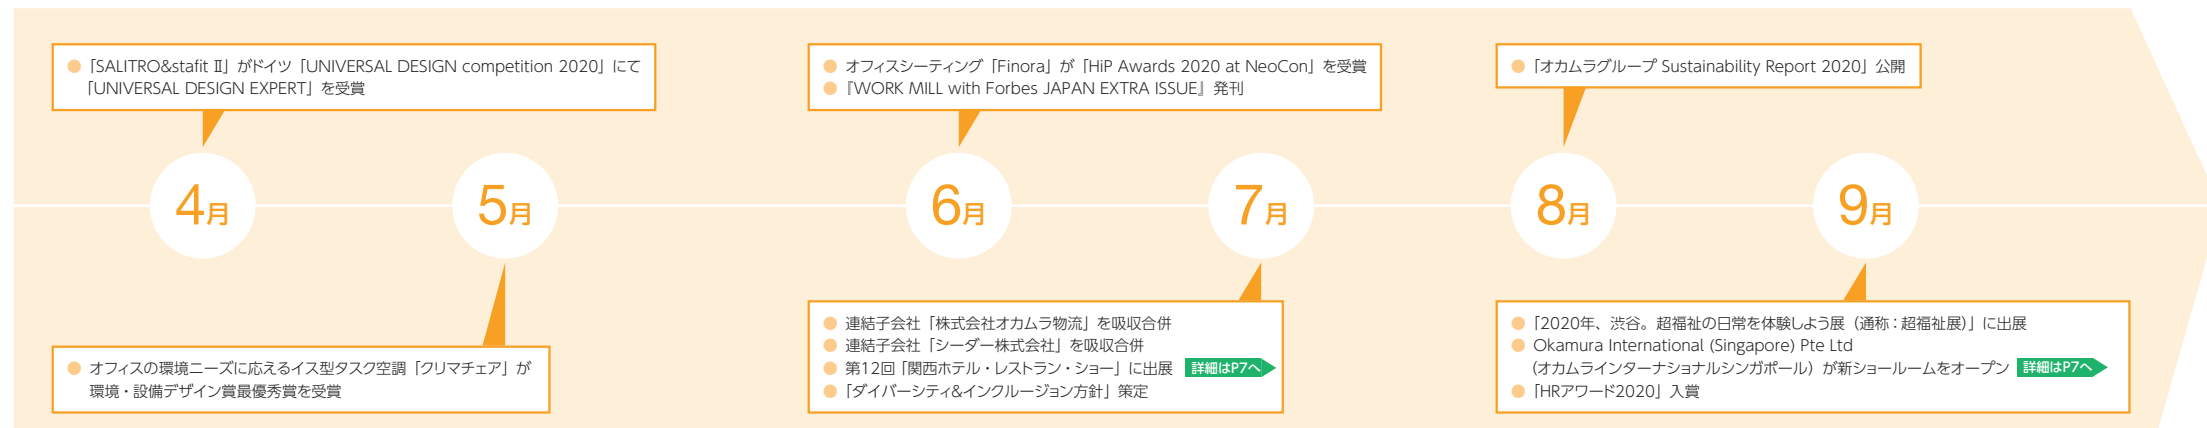 ● 「SALITRO&stafit II」がドイツ「UNIVERSAL DESIGN competition 2020」にて
「UNIVERSAL DESIGN EXPERT」を受賞
● オフィスシーティング「Finora」が「HiP Awards 2020 at NeoCon」を受賞
● 『WORK MILL with Forbes JAPAN EXTRA ISSUE』発刊
● 「オカムラグループ Sustainability Report 2020」公開
4月
5月
6月
7月
8月
9月
● オフィスの環境ニーズに応えるイス型タスク空調「クリマチェア」が
環境・設備デザイン賞最優秀賞を受賞
● 連結子会社「株式会社オカムラ物流」を吸収合併
● 連結子会社「シーダー株式会社」を吸収合併
● 第12回「関西ホテル・レストラン・ショー」に出展 詳細はP7へ
● 「ダイバーシティ&インクルージョン方針」策定
● 「2020年、渋谷。超福祉の日常を体験しよう展（通称：超福祉展）」に出展
● Okamura International (Singapore) Pte Ltd
（オカムラインターナショナルシンガポール）が新ショールームをオープン 詳細はP7へ
● 「HRアワード2020」入賞